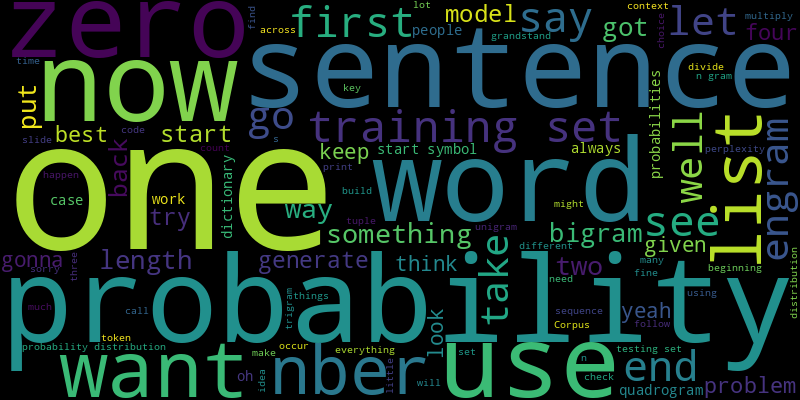 zero
find
lot
context
across
first
people
model
say
grandstand
got
choice
let
multiply
four
time
now
sentence
divide
n gram
key
put
slide
best
code
start
go
s
training set
probabilities
well
list
engram
perplexity
count
back
keep
start symbol
always
happen
one
print
word
case
work
try
dictionary
way
build
tuple
might
see
something
unigram
bigram
given
different
gonna
sorry
three
length
generate
think
take
two
many
fine
beginning
distribution
probability
much
call
trigram
things
need
sequence
Corpus
using
yeah
follow
look
token
probability distribution
occur
make
everything
set
testing set
n
check
want
oh
idea
nber
little
will
use
end
quadrogram
problem